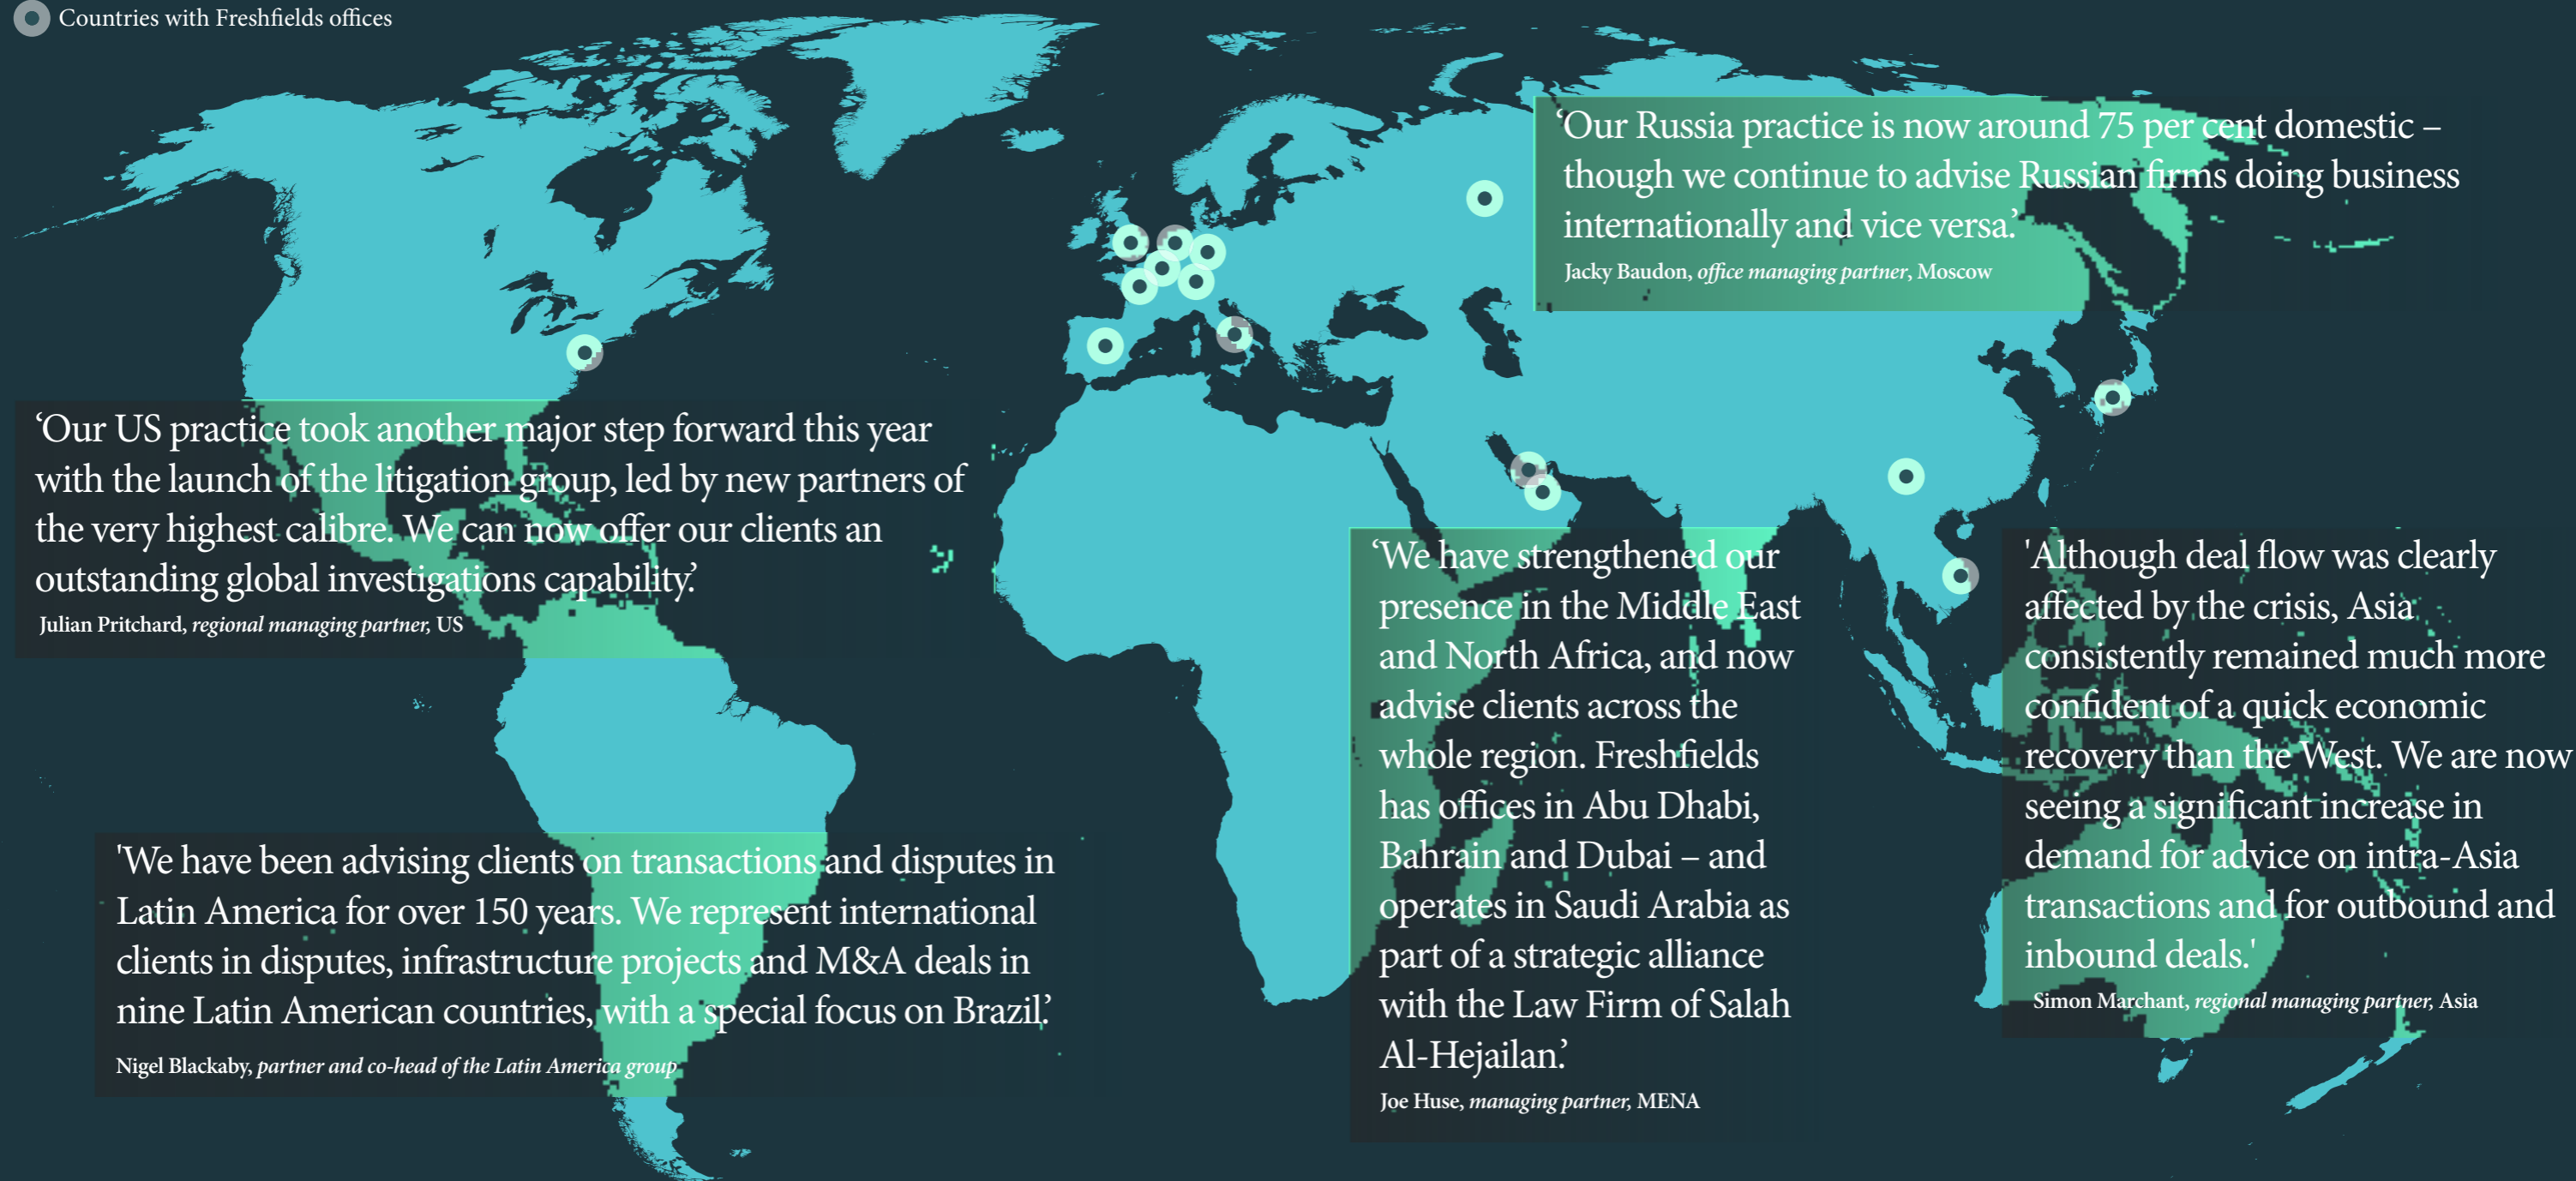 Countries with Freshfields offices
‘Our Russia practice is now around 75 per cent domestic –
though we continue to advise Russian firms doing business
internationally and vice versa.’
Jacky Baudon, office managing partner, Moscow
‘Our US practice took another major step forward this year
with the launch of the litigation group, led by new partners of
the very highest calibre. We can now offer our clients an
outstanding global investigations capability.’
Julian Pritchard, regional managing partner, US
‘We have strengthened our
presence in the Middle East
and North Africa, and now
advise clients across the
whole region. Freshfields
has offices in Abu Dhabi,
Bahrain and Dubai – and
operates in Saudi Arabia as
part of a strategic alliance
with the Law Firm of Salah
Al-Hejailan.’
Joe Huse, managing partner, MENA
'Although deal flow was clearly
affected by the crisis, Asia
consistently remained much more
confident of a quick economic
recovery than the West. We are now
seeing a significant increase in
demand for advice on intra-Asia
transactions and for outbound and
inbound deals.'
Simon Marchant, regional managing partner, Asia
'We have been advising clients on transactions and disputes in
Latin America for over 150 years. We represent international
clients in disputes, infrastructure projects and M&A deals in
nine Latin American countries, with a special focus on Brazil.’
Nigel Blackaby, partner and co-head of the Latin America group